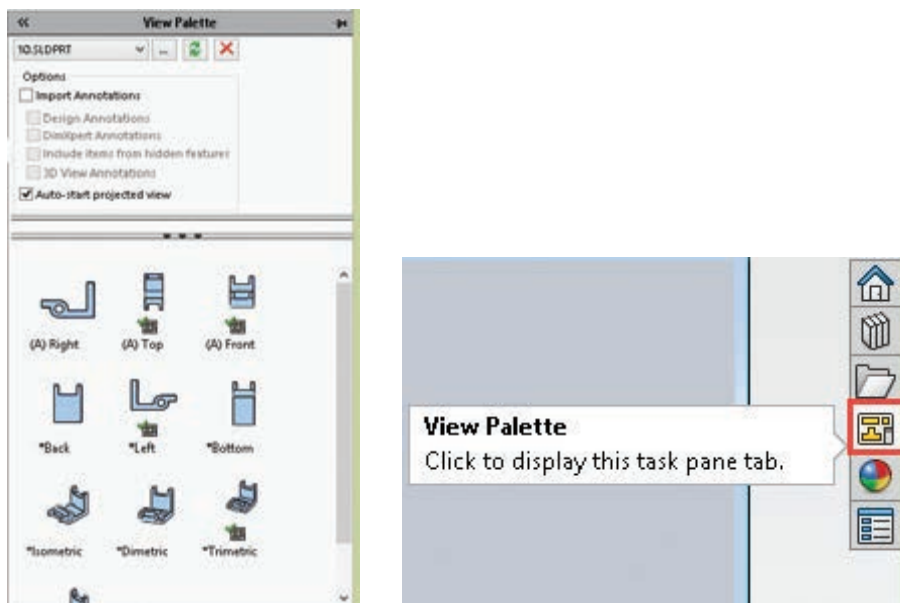 View Palette
10.SLDPRT
...
Options
Import Annotations
Design Annotations
DimXpert Annotations
Include items from hidden features
3D View Annotations
Auto-start projected view
(A) Right (A) Top (A) Front
*Back *Left *Bottom
*Isometric *Dimetric *Trimetric
View Palette
Click to display this task pane tab.